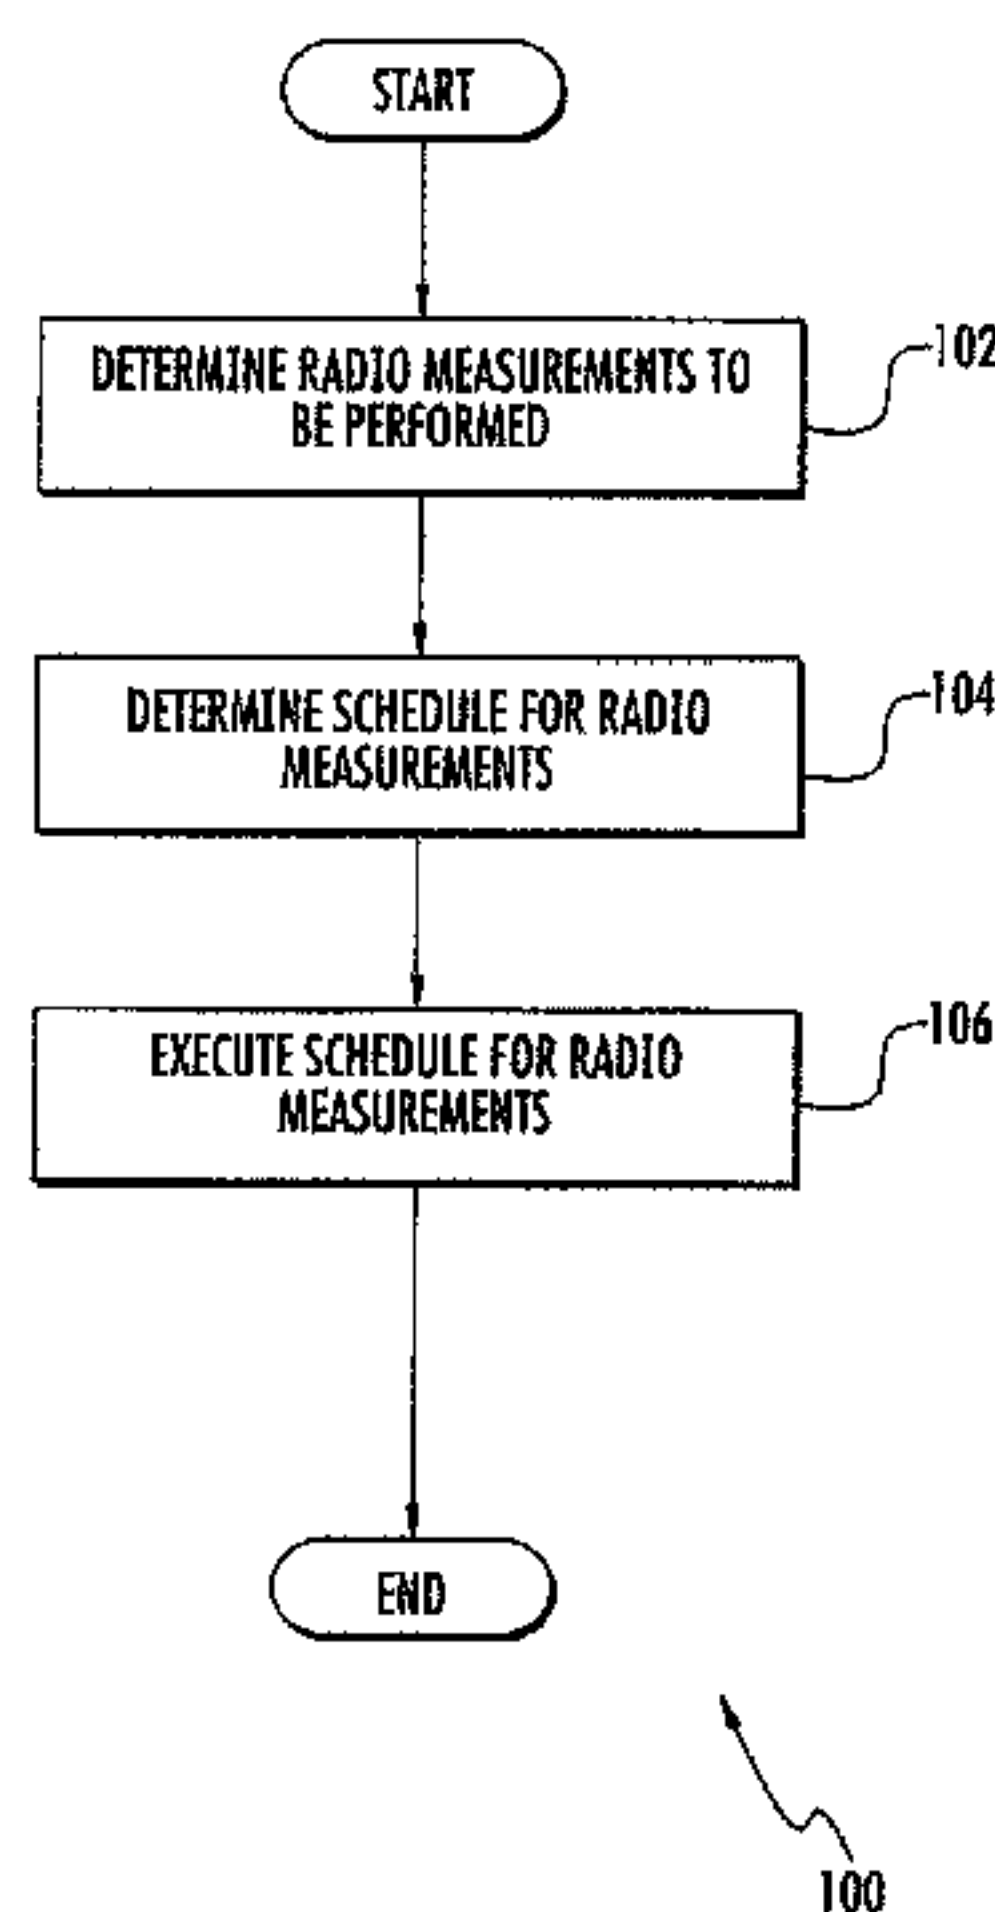 START
DETERMINE RADIO MEASUREMENTS TO
BE PERFORMED
102
DETERMINE SCHEDULE FOR RADIO
MEASUREMENTS
104
EXECUTE SCHEDULE FOR RADIO
MEASUREMENTS
106
END
100